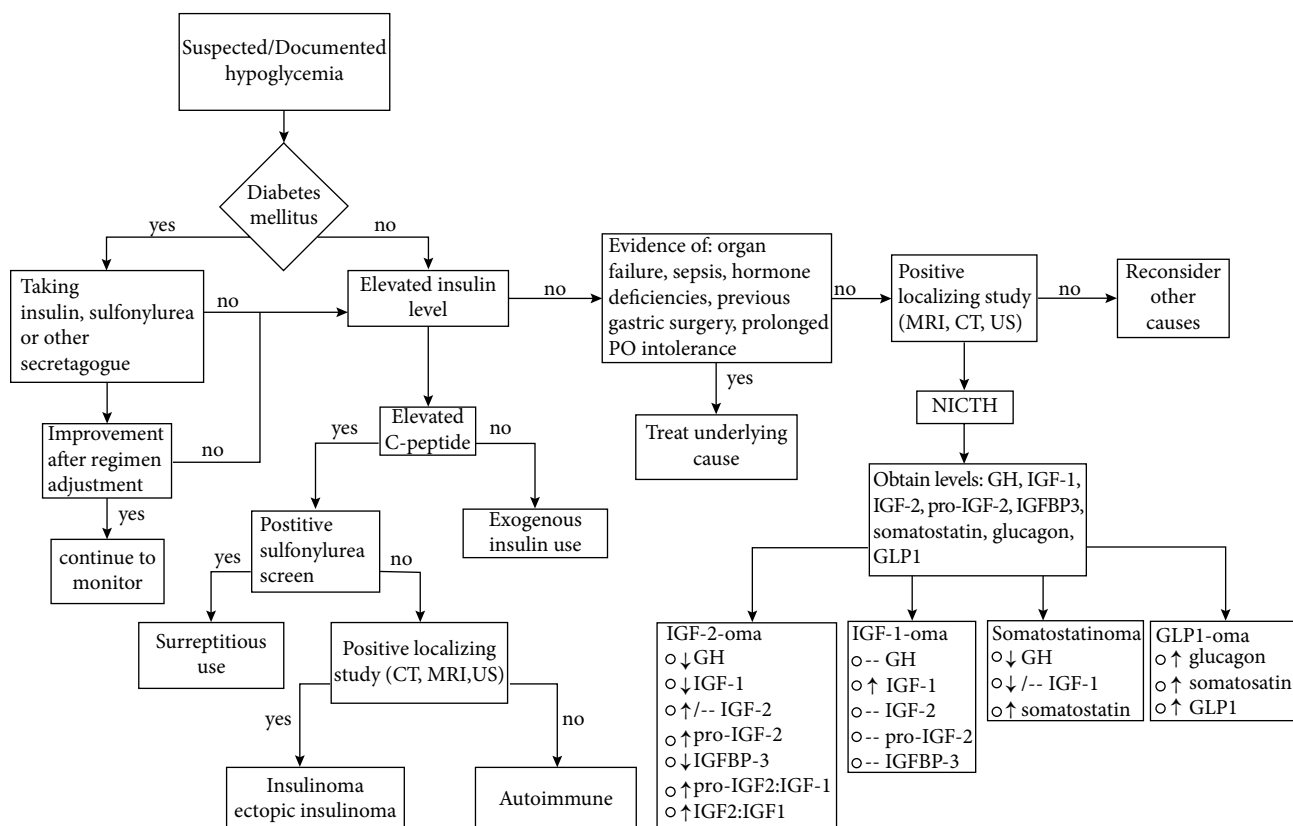 Suspected/Documented
hypoglycemia
Diabetes
mellitus
yes
no
Taking
insulin, sulfonylurea
or other
secretagogue
no
Elevated insulin
level
no
Evidence of: organ
failure, sepsis, hormone
deficiencies, previous
gastric surgery, prolonged
PO intolerance
no
Positive
localizing study
(MRI, CT, US)
no
Reconsider
other
causes
yes
Treat underlying
cause
NICTH
Improvement
after regimen
adjustment
no
yes
continue to
monitor
Elevated
C-peptide
yes
no
Exogenous
insulin use
Postitive
sulfonylurea
screen
yes
no
Surreptitious
use
Positive localizing
study (CT, MRI,US)
yes
no
Insulinoma
ectopic insulinoma
Autoimmune
Obtain levels: GH, IGF-1,
IGF-2, pro-IGF-2, IGFBP3,
somatostatin, glucagon,
GLP1
IGF-2-oma
↓GH
↓IGF-1
↑/-- IGF-2
↑pro-IGF-2
↓IGFBP-3
↑pro-IGF2:IGF-1
↑IGF2:IGF1
IGF-1-oma
-- GH
↑ IGF-1
-- IGF-2
-- pro-IGF-2
-- IGFBP-3
Somatostatinoma
↓ GH
↓ /-- IGF-1
↑ somatostatin
GLP1-oma
↑ glucagon
↑ somatosatin
↑ GLP1